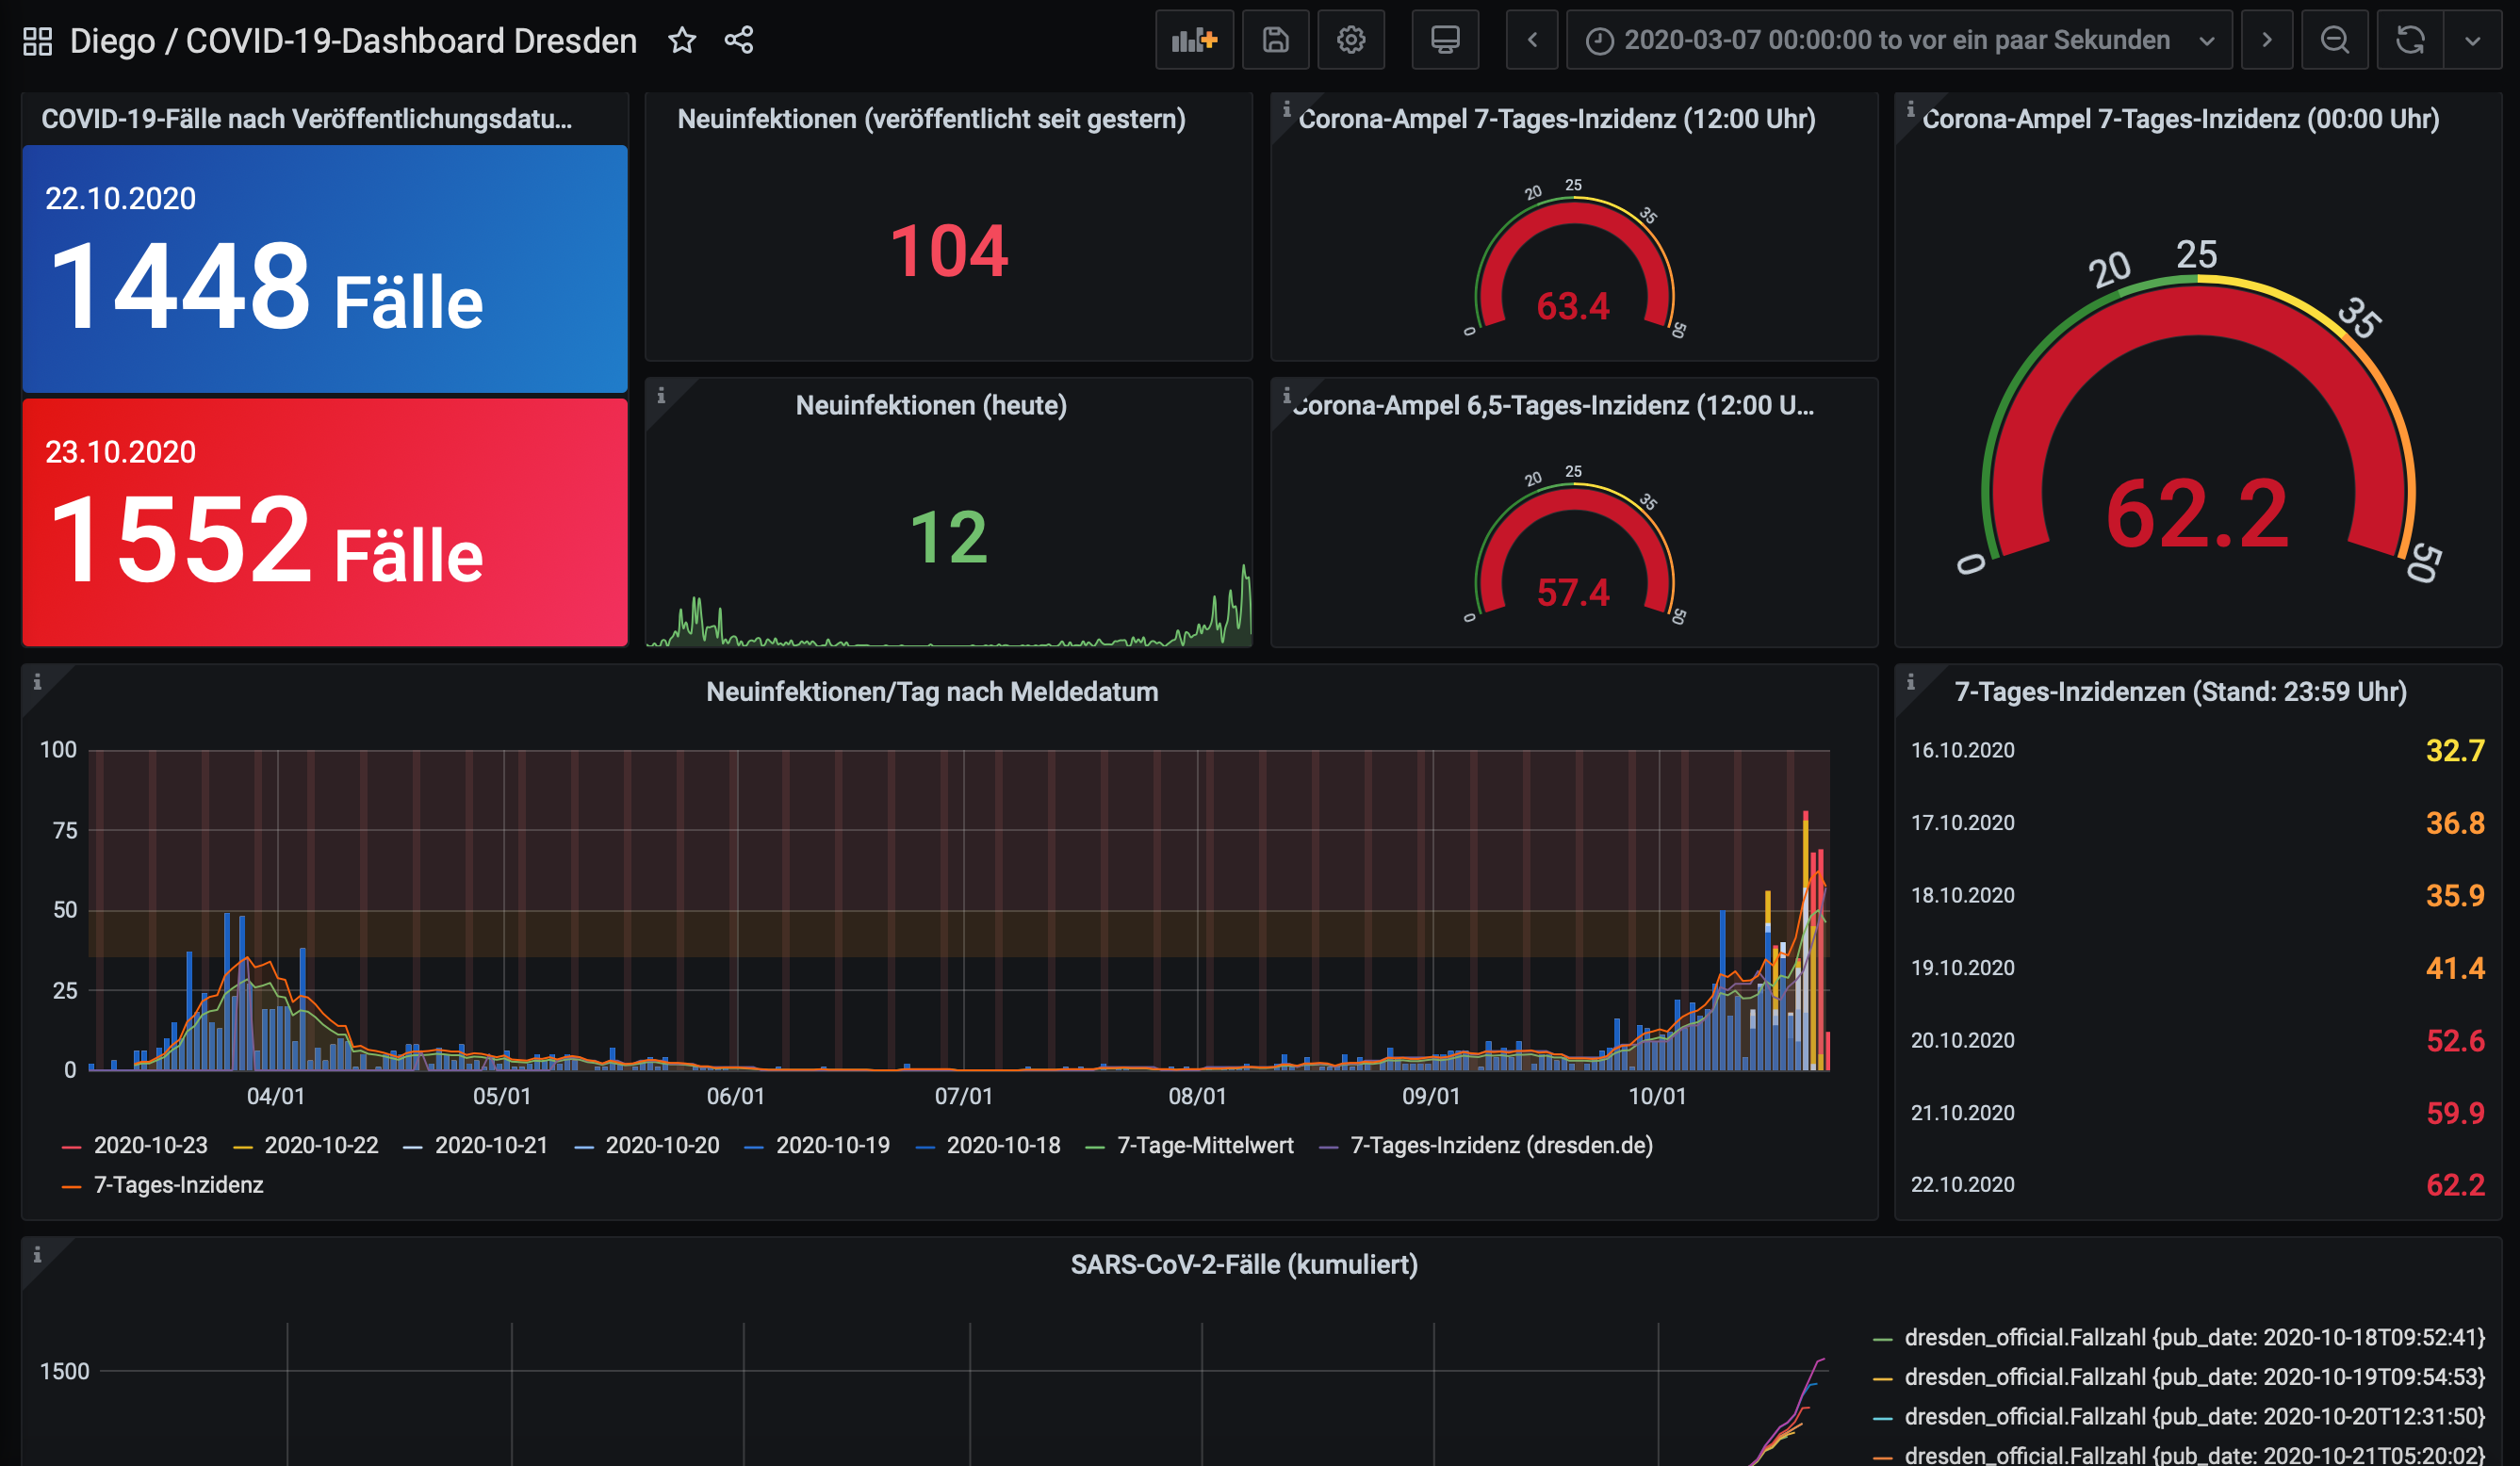 Diego / COVID-19-Dashboard Dresden
2020-03-07 00:00:00 to vor ein paar Sekunden
COVID-19-Fälle nach Veröffentlichungsdatu...
22.10.2020
1448 Fälle
23.10.2020
1552 Fälle
Neuinfektionen (veröffentlicht seit gestern)
104
Neuinfektionen (heute)
12
Corona-Ampel 7-Tages-Inzidenz (12:00 Uhr)
0 20 25 35 50
63.4
Corona-Ampel 6,5-Tages-Inzidenz (12:00 U...
0 20 25 35 50
57.4
Corona-Ampel 7-Tages-Inzidenz (00:00 Uhr)
0 20 25 35 50
62.2
Neuinfektionen/Tag nach Meldedatum
100
75
50
25
0
04/01 05/01 06/01 07/01 08/01 09/01 10/01
2020-10-23 2020-10-22 2020-10-21 2020-10-20 2020-10-19 2020-10-18 7-Tage-Mittelwert 7-Tages-Inzidenz (dresden.de)
7-Tages-Inzidenz
7-Tages-Inzidenzen (Stand: 23:59 Uhr)
16.10.2020 32.7
17.10.2020 36.8
18.10.2020 35.9
19.10.2020 41.4
20.10.2020 52.6
21.10.2020 59.9
22.10.2020 62.2
SARS-CoV-2-Fälle (kumuliert)
1500
dresden_official.Fallzahl {pub_date: 2020-10-18T09:52:41}
dresden_official.Fallzahl {pub_date: 2020-10-19T09:54:53}
dresden_official.Fallzahl {pub_date: 2020-10-20T12:31:50}
dresden_official.Fallzahl {pub_date: 2020-10-21T05:20:02}